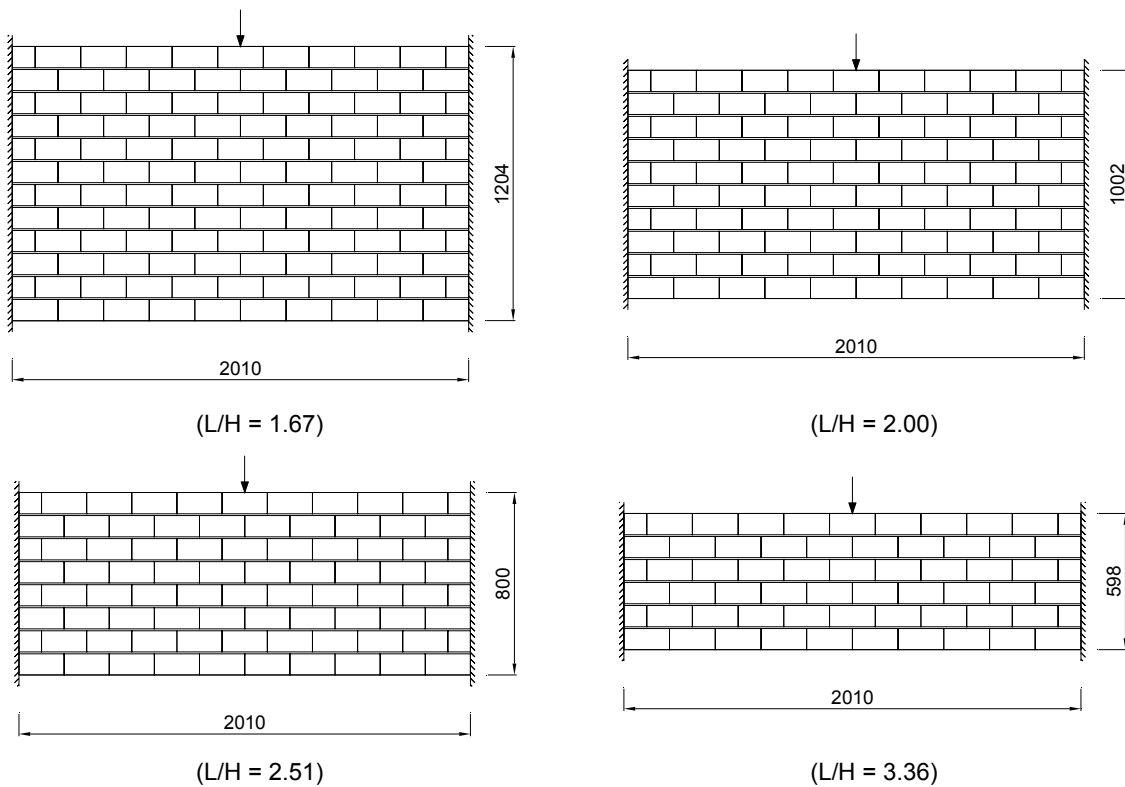 1204
2010
(L/H = 1.67)
1002
2010
(L/H = 2.00)
800
2010
(L/H = 2.51)
598
2010
(L/H = 3.36)